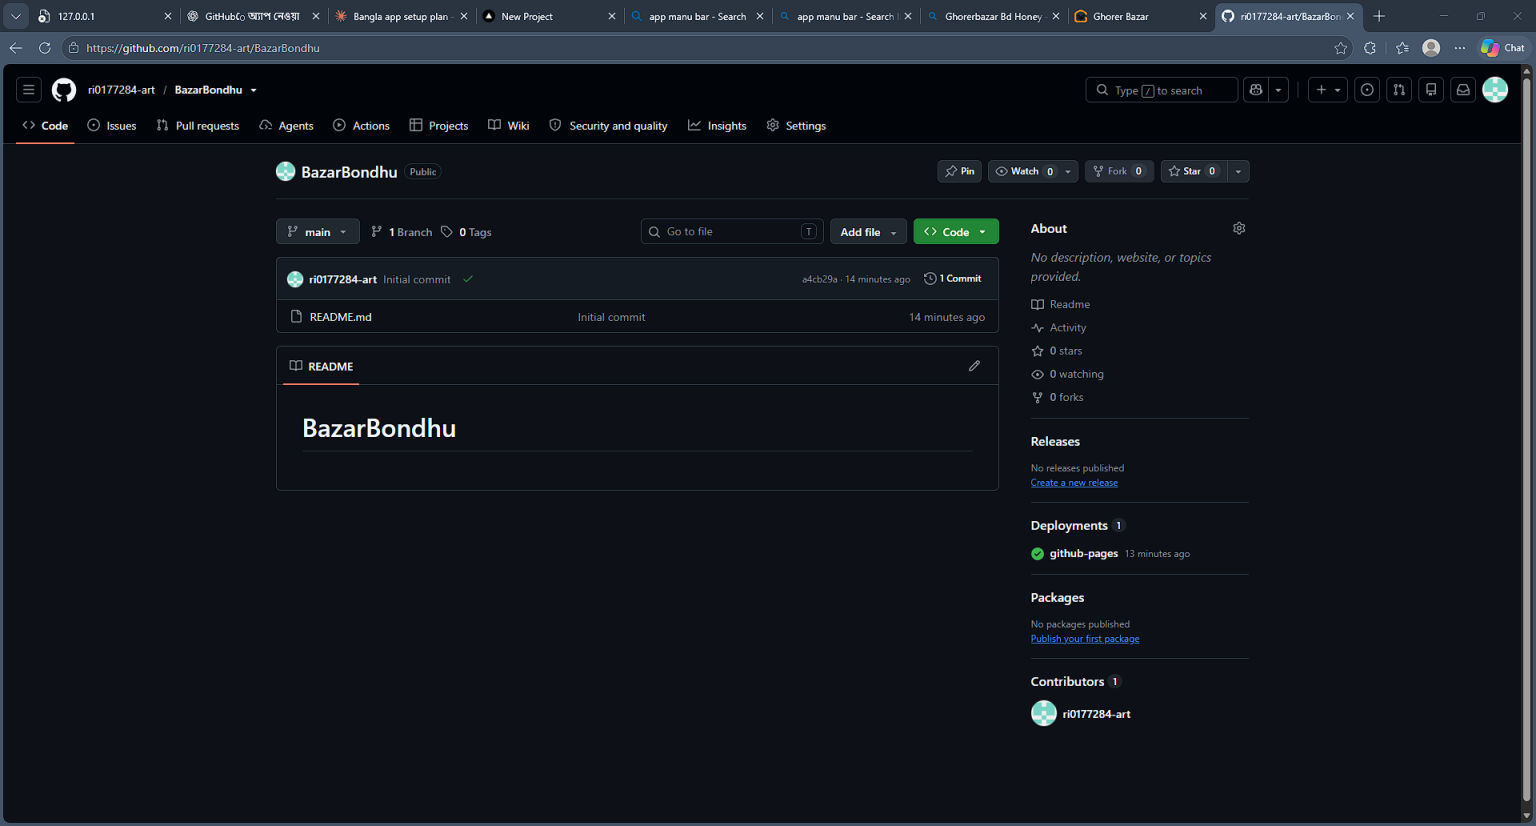 127.0.0.1
GitHubএ অ্যাপ নেওয়া
Bangla app setup plan -
New Project
app manu bar - Search
app manu bar - Search
Ghorerbazar Bd Honey -
Ghorer Bazar
ri0177284-art/BazarBon
https://github.com/ri0177284-art/BazarBondhu
Chat
ri0177284-art / BazarBondhu
Type / to search
Code Issues Pull requests Agents Actions Projects Wiki Security and quality Insights Settings
BazarBondhu Public
Pin Watch 0 Fork 0 Star 0
main 1 Branch 0 Tags
Go to file T
Add file
Code
ri0177284-art Initial commit
a4cb29a · 14 minutes ago 1 Commit
README.md Initial commit 14 minutes ago
README
BazarBondhu
About
No description, website, or topics
provided.
Readme
Activity
0 stars
0 watching
0 forks
Releases
No releases published
Create a new release
Deployments 1
github-pages 13 minutes ago
Packages
No packages published
Publish your first package
Contributors 1
ri0177284-art